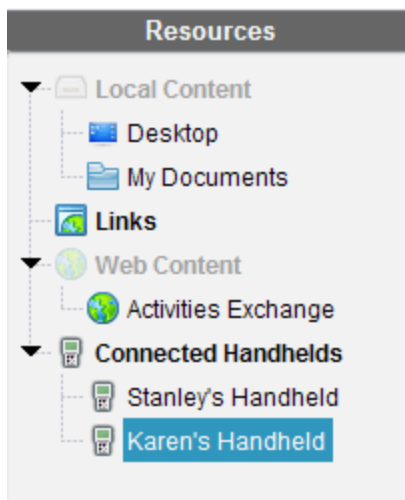 Resources
Local Content
Desktop
My Documents
Links
Web Content
Activities Exchange
Connected Handhelds
Stanley's Handheld
Karen's Handheld